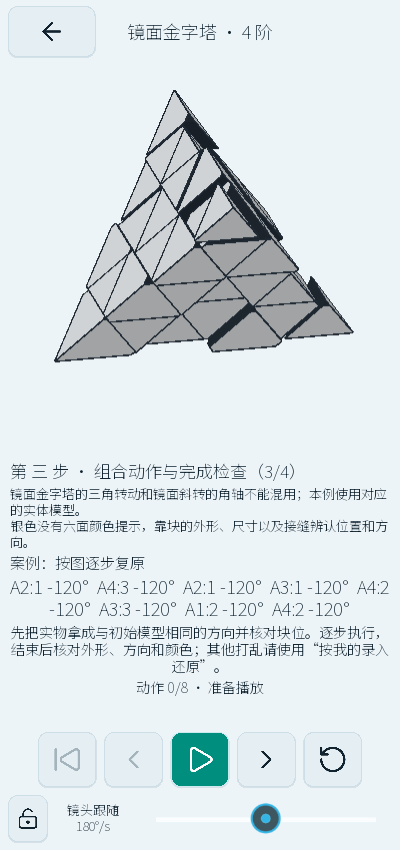 镜面金字塔 · 4 阶
第 三 步 · 组合动作与完成检查（3/4）
镜面金字塔的三角转动和镜面斜转的角轴不能混用；本例使用对应
的实体模型。
银色没有六面颜色提示，靠块的外形、尺寸以及接缝辨认位置和方
向。
案例：按图逐步复原
A2:1 -120° A4:3 -120° A2:1 -120° A3:1 -120° A4:2
-120° A3:3 -120° A1:2 -120° A4:2 -120°
先把实物拿成与初始模型相同的方向并核对块位。逐步执行，
结束后核对外形、方向和颜色；其他打乱请使用“按我的录入
还原”。
动作 0/8 · 准备播放
镜头跟随
180°/s